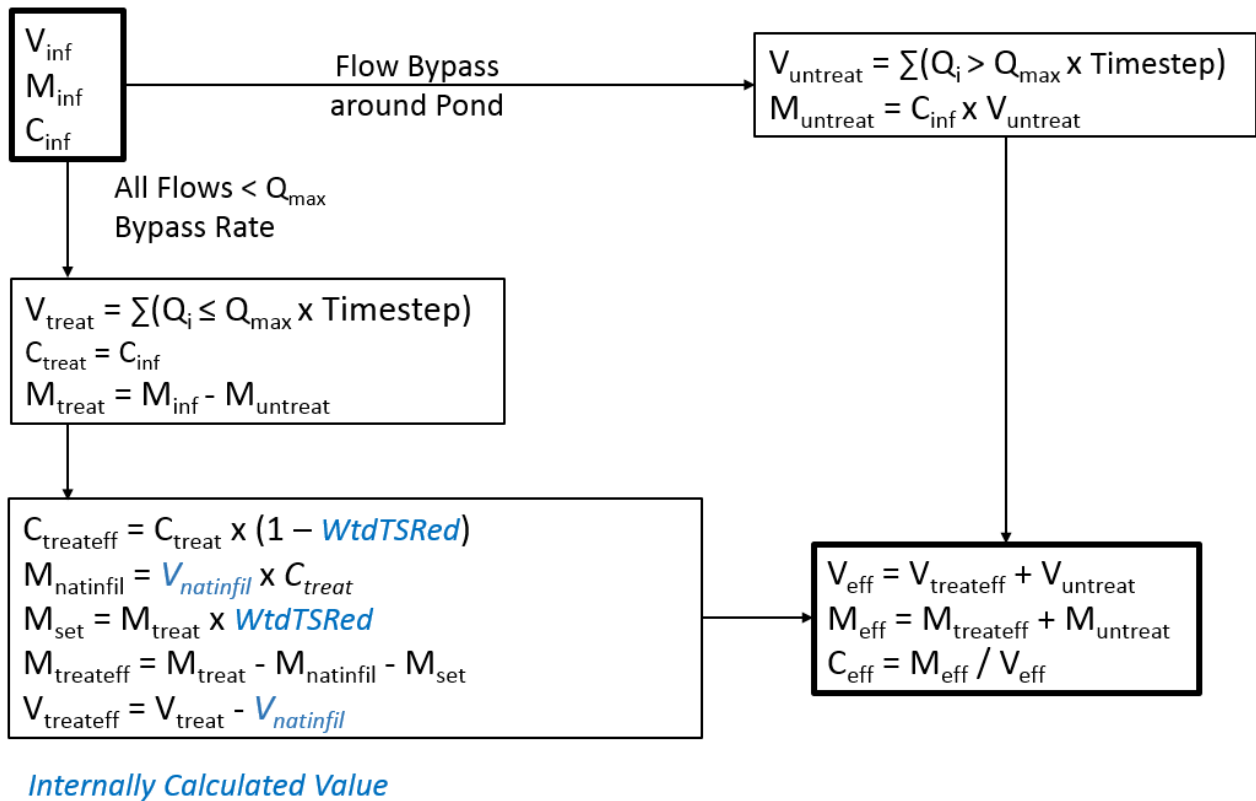 V_inf
M_inf
C_inf
Flow Bypass
around Pond
V_untreat = ∑(Q_i > Q_max x Timestep)
M_untreat = C_inf x V_untreat
All Flows < Q_max
Bypass Rate
V_treat = ∑(Q_i ≤ Q_max x Timestep)
C_treat = C_inf
M_treat = M_inf - M_untreat
C_treateff = C_treat x (1 – WtdTSRed)
M_natinfil = V_natinfil x C_treat
M_set = M_treat x WtdTSRed
M_treateff = M_treat - M_natinfil - M_set
V_treateff = V_treat - V_natinfil
V_eff = V_treateff + V_untreat
M_eff = M_treateff + M_untreat
C_eff = M_eff / V_eff
Internally Calculated Value